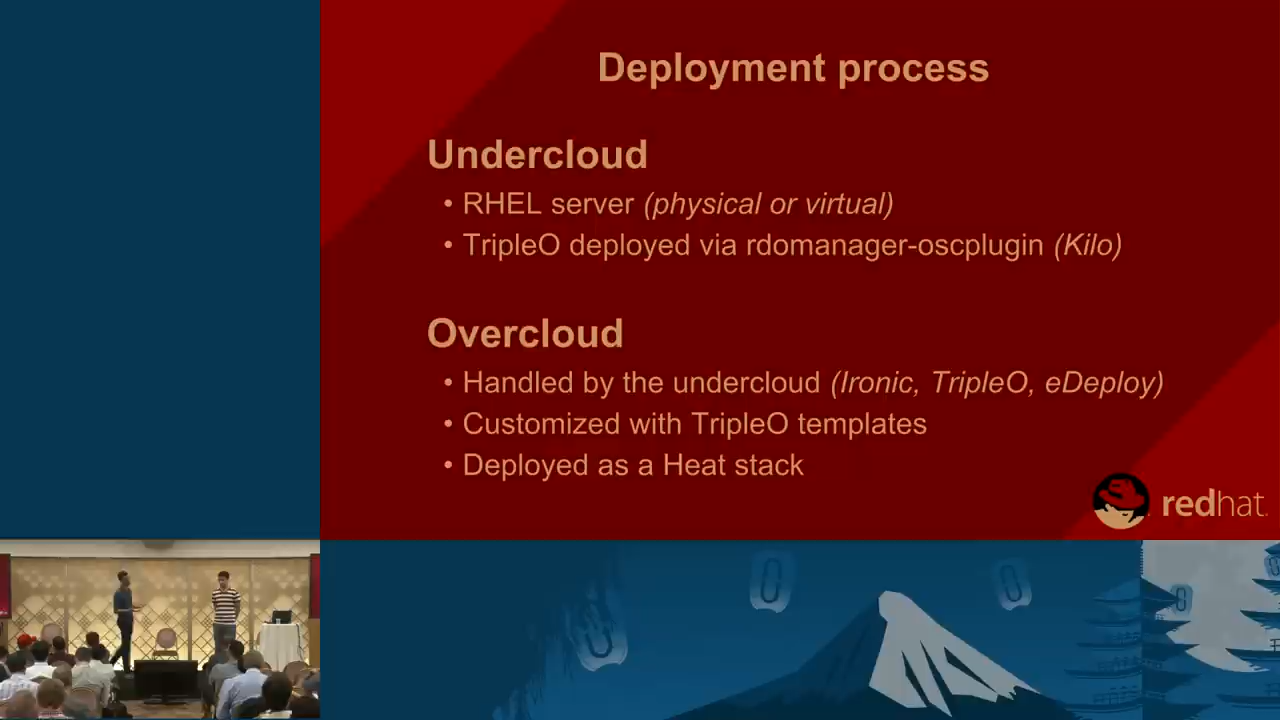 Deployment process
Undercloud
• RHEL server (physical or virtual)
• TripleO deployed via rdomanager-oscplugin (Kilo)
Overcloud
• Handled by the undercloud (Ironic, TripleO, eDeploy)
• Customized with TripleO templates
• Deployed as a Heat stack
redhat.